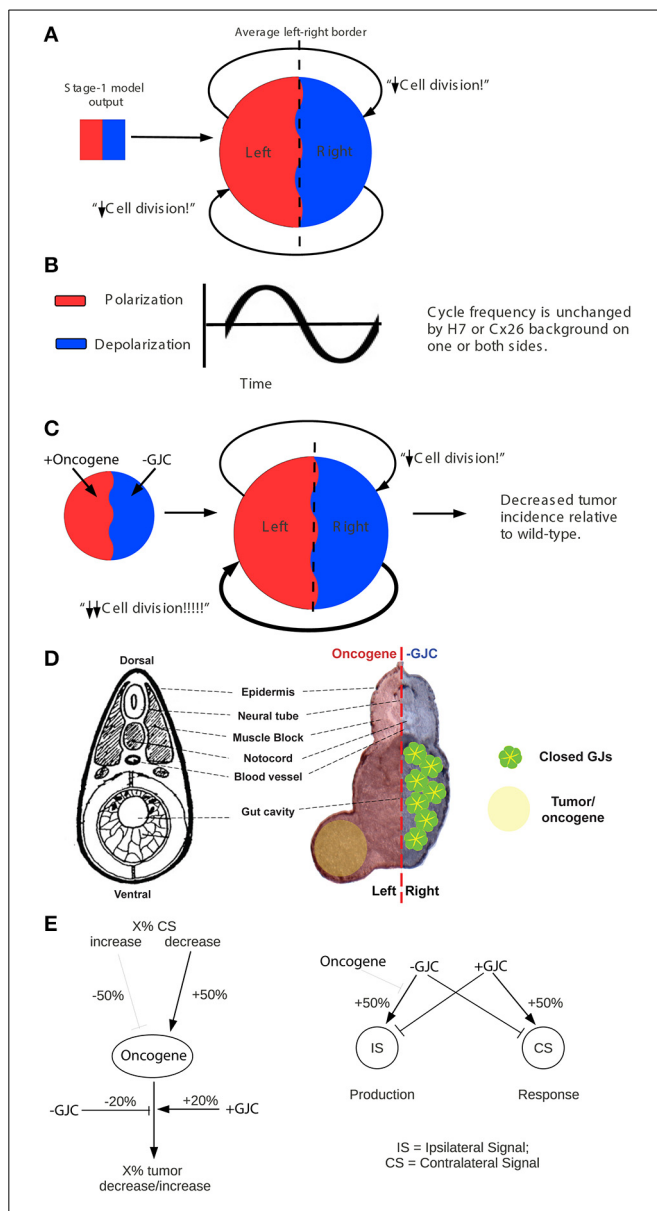 A
Average left-right border
Stage-1 model
output
"↓Cell division!"
Left
Right
"↓Cell division!"
B
Polarization
Depolarization
Time
Cycle frequency is unchanged
by H7 or Cx26 background on
one or both sides.
C
+Oncogene
-GJC
"↓Cell division!"
Left
Right
Decreased tumor
incidence relative
to wild-type.
"↓↓Cell division!!!!!"
D
Dorsal
Oncogene
-GJC
Epidermis
Neural tube
Muscle Block
Notocord
Blood vessel
Gut cavity
Closed GJs
Tumor/
oncogene
Ventral
Left
Right
E
X% CS
increase
decrease
-50%
+50%
Oncogene
-GJC
-20%
+20%
+GJC
X% tumor
decrease/increase
Oncogene
-GJC
+GJC
+50%
+50%
IS
CS
Production
Response
IS = Ipsilateral Signal;
CS = Contralateral Signal